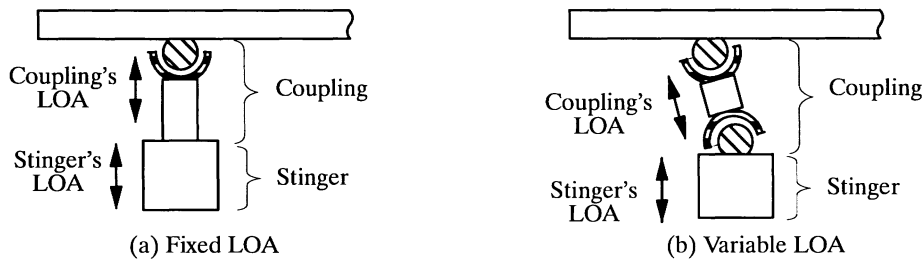 Coupling's
LOA
Coupling
Stinger's
LOA
Stinger
(a) Fixed LOA
Coupling's
LOA
Coupling
Stinger's
LOA
Stinger
(b) Variable LOA